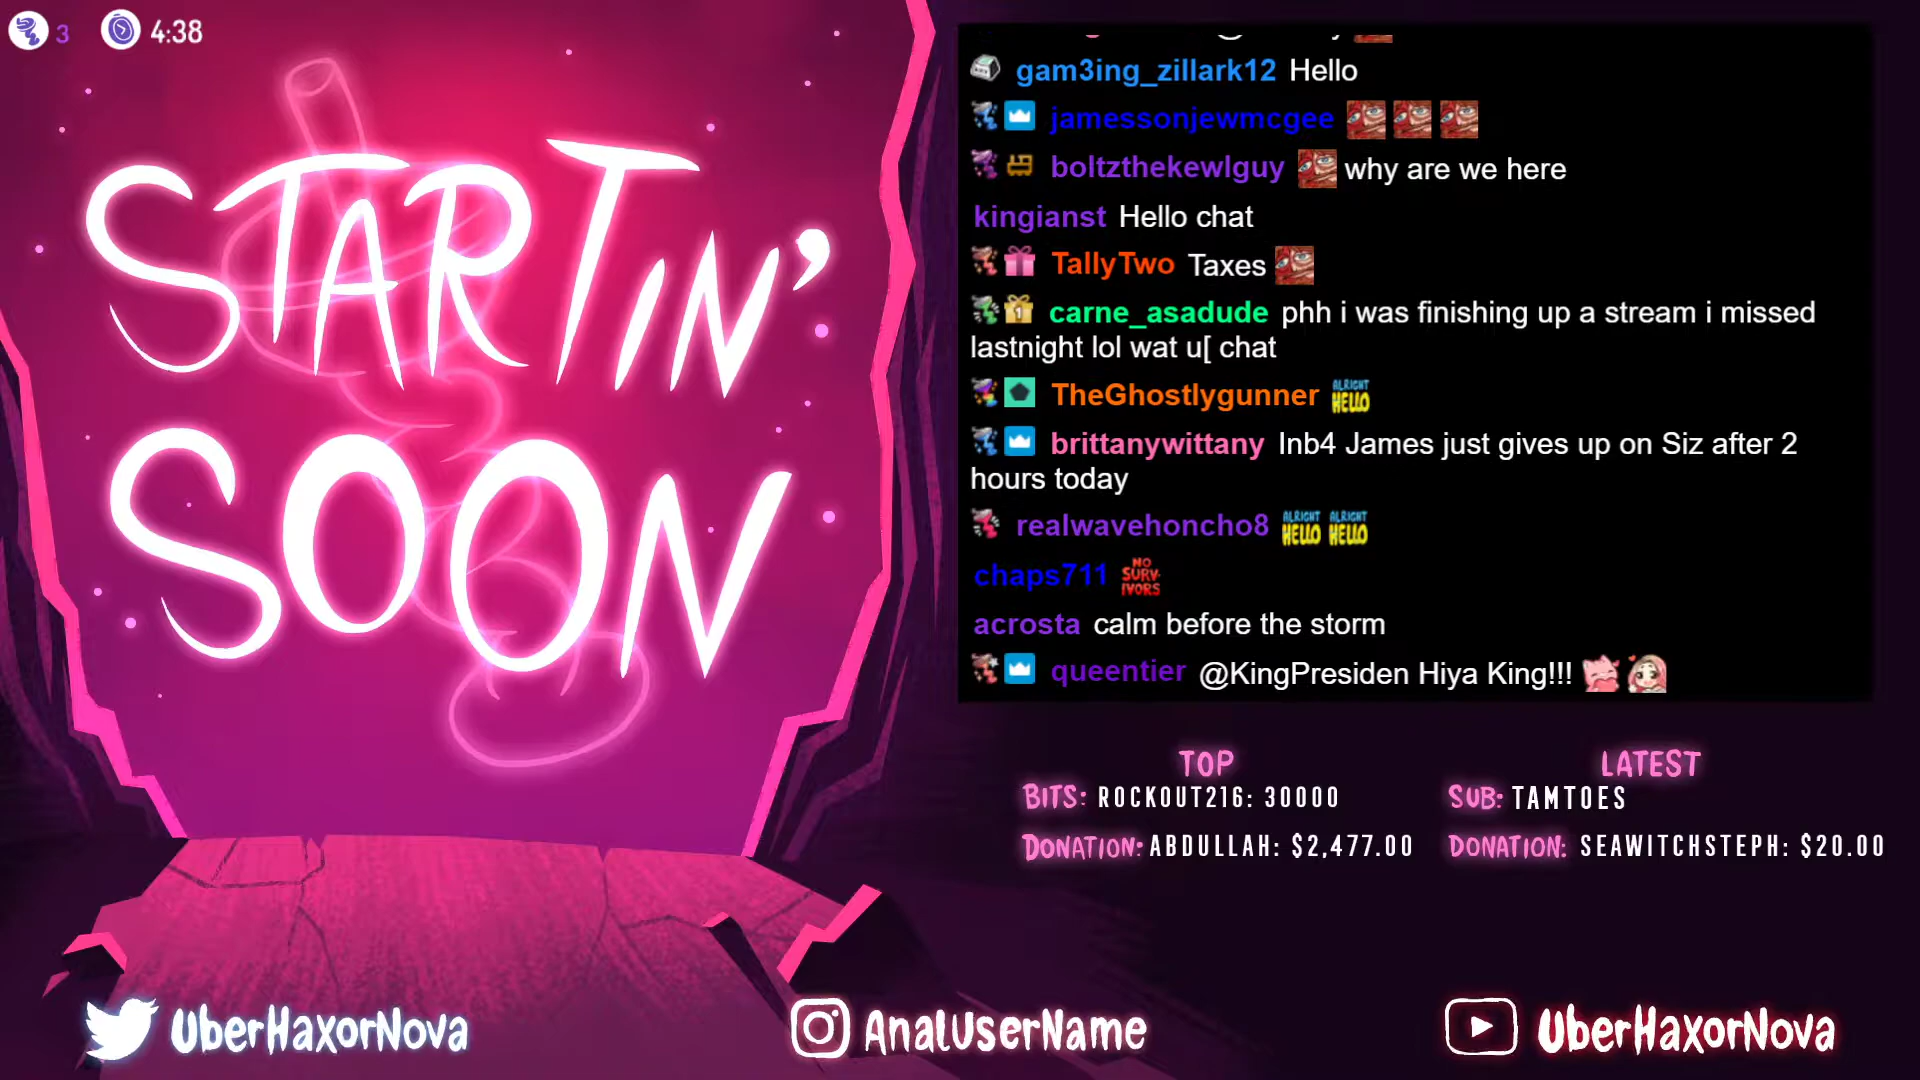 3 4:38
STARTIN'
SOON
gam3ing_zillark12 Hello
jamessonjewmcgee
boltzthekewlguy why are we here
kingianst Hello chat
TallyTwo Taxes
1 carne_asadude phh i was finishing up a stream i missed
lastnight lol wat u[ chat
TheGhostlygunner ALRIGHT HELLO
brittanywittany Inb4 James just gives up on Siz after 2
hours today
realwavehoncho8 ALRIGHT HELLO ALRIGHT HELLO
chaps711 NO SURV-IVORS
acrosta calm before the storm
queentier @KingPresiden Hiya King!!!
TOP
BITS: ROCKOUT216: 30000
DONATION: ABDULLAH: $2,477.00
LATEST
SUB: TAMTOES
DONATION: SEAWITCHSTEPH: $20.00
UberHaxorNova
AnalUserName
UberHaxorNova